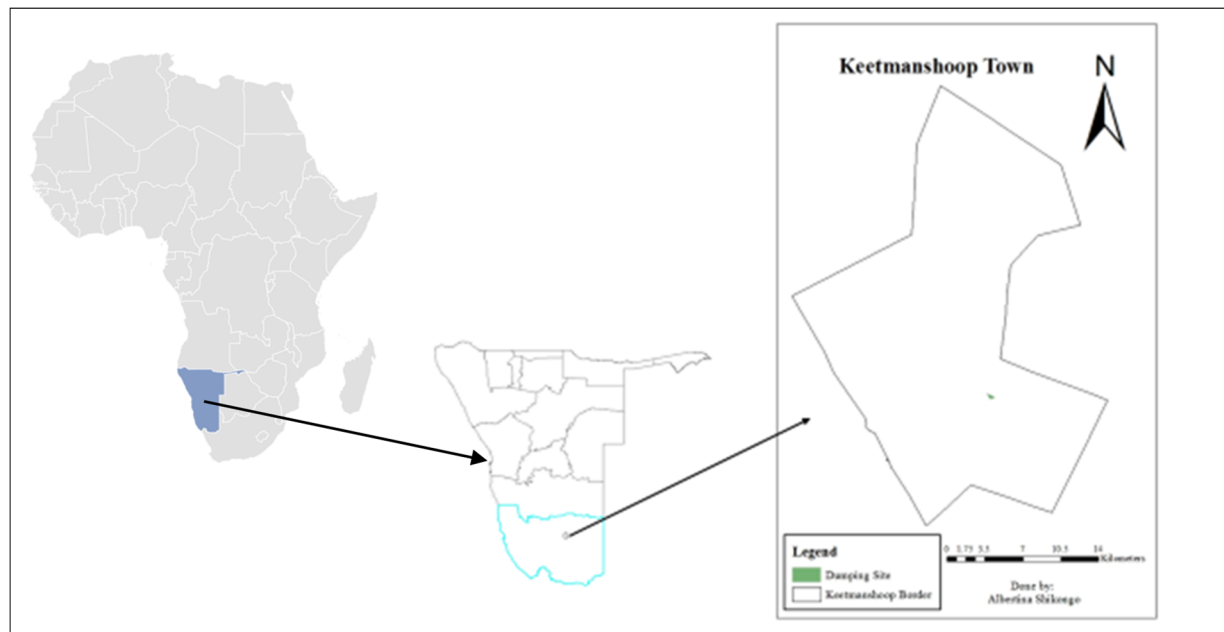 Keetmanshoop Town
N
Legend
Damping Site
Keetmanshoop Border
0 1.75 3.5 7 10.5 14
Kilometers
Done by:
Albertina Shikongo